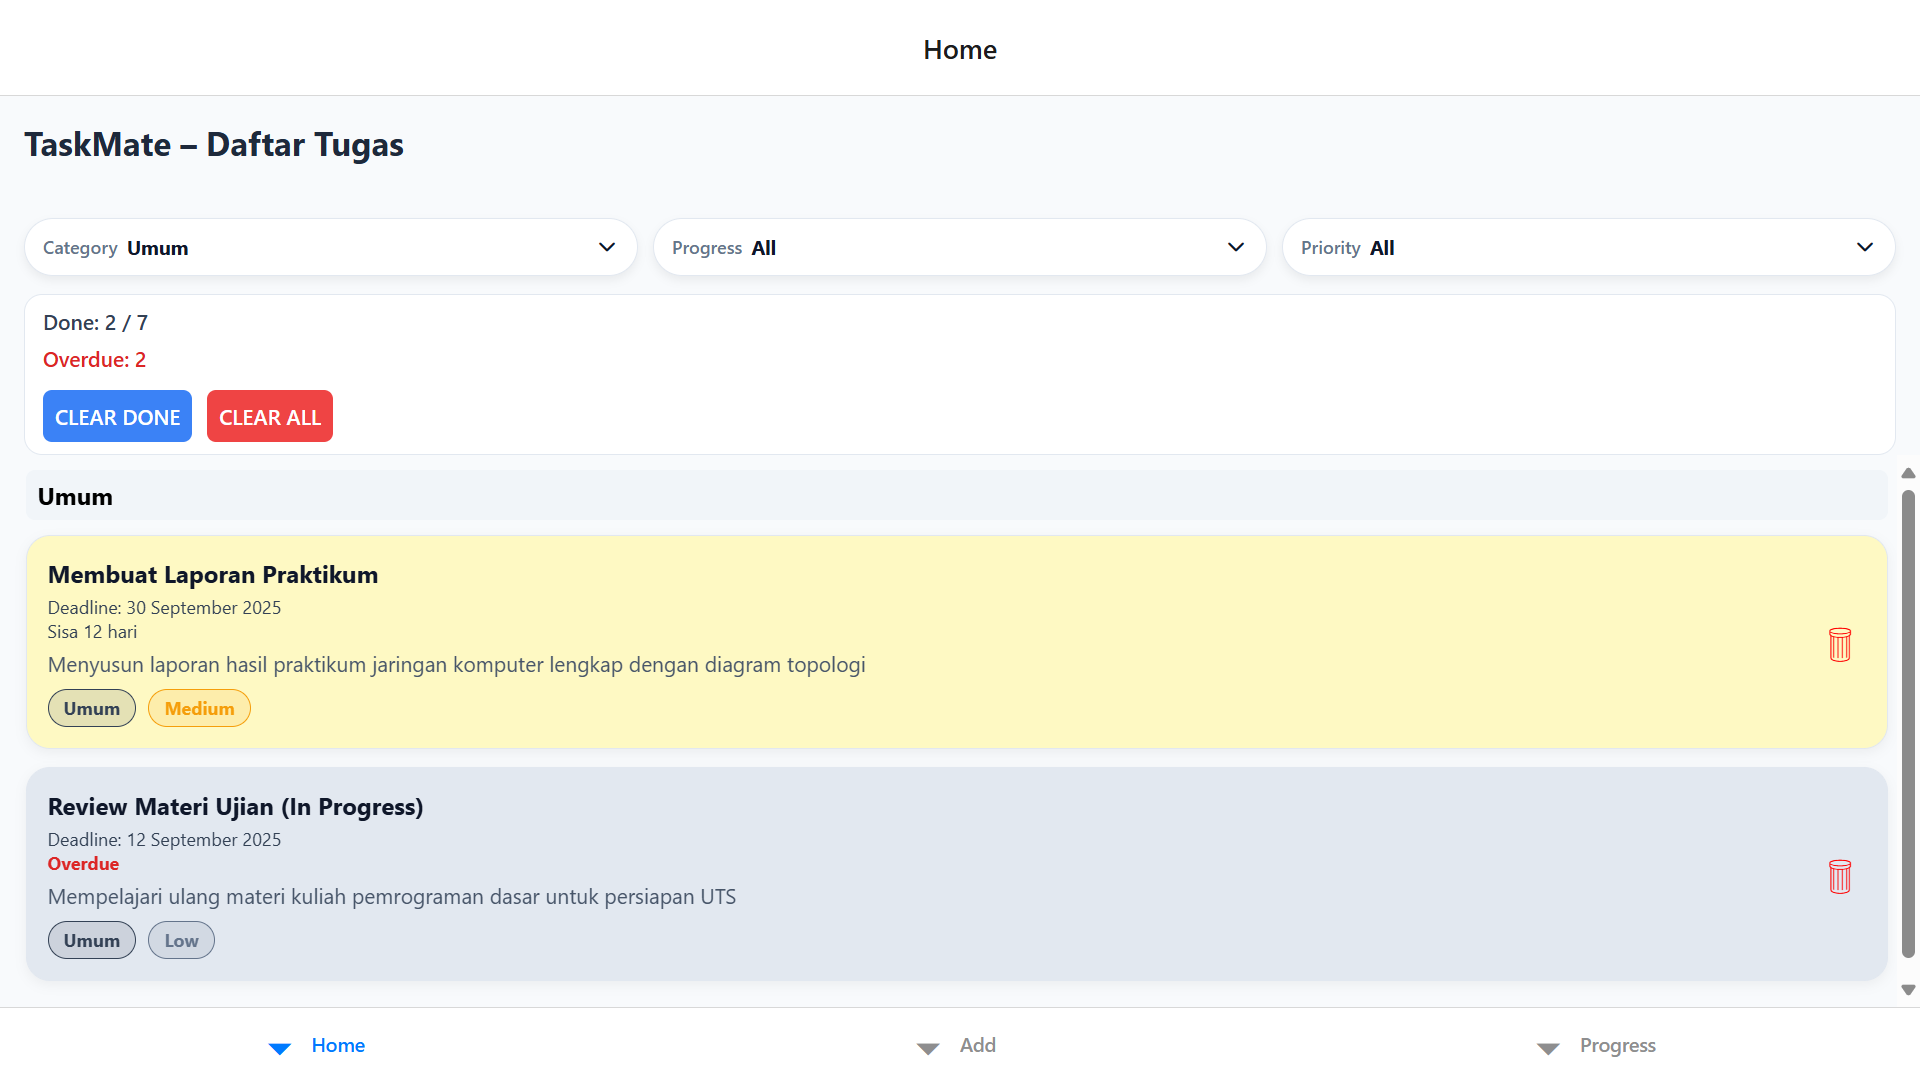 Home
TaskMate – Daftar Tugas
Category Umum
Progress All
Priority All
Done: 2 / 7
Overdue: 2
CLEAR DONE CLEAR ALL
Umum
Membuat Laporan Praktikum
Deadline: 30 September 2025
Sisa 12 hari
Menyusun laporan hasil praktikum jaringan komputer lengkap dengan diagram topologi
Umum Medium
Review Materi Ujian (In Progress)
Deadline: 12 September 2025
Overdue
Mempelajari ulang materi kuliah pemrograman dasar untuk persiapan UTS
Umum Low
Home Add Progress